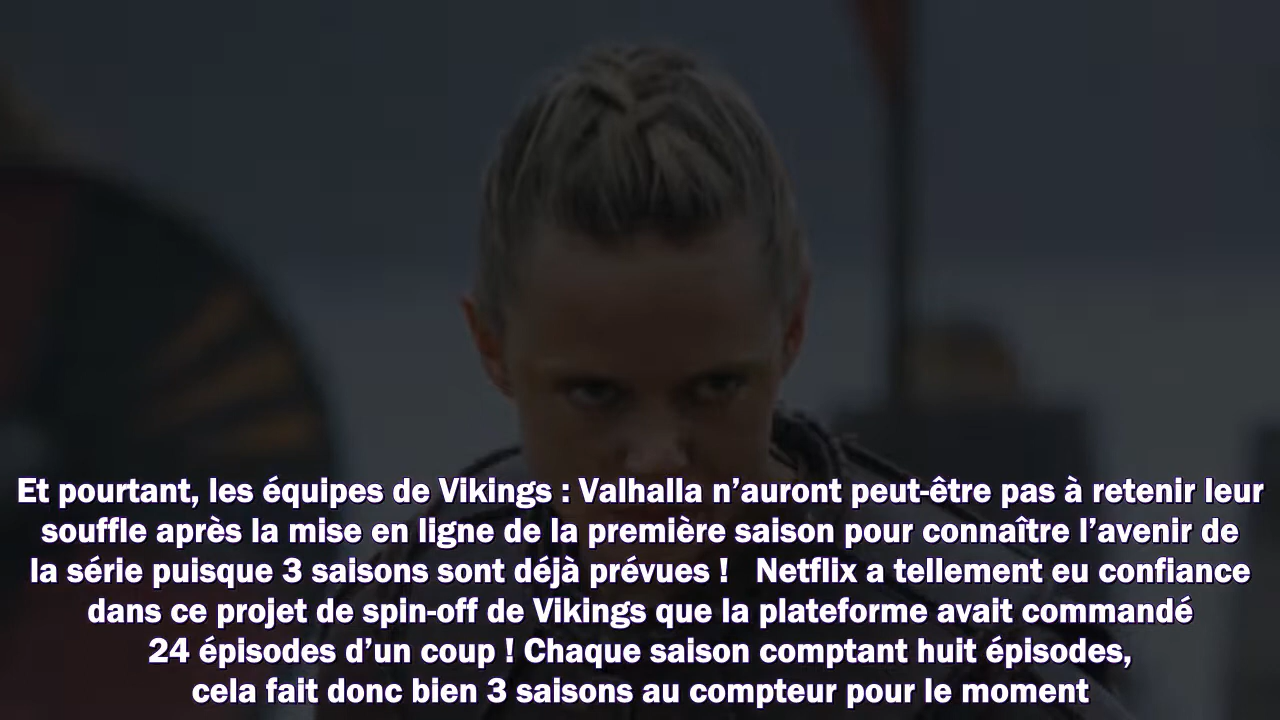 Et pourtant, les équipes de Vikings : Valhalla n’auront peut-être pas à retenir leur
souffle après la mise en ligne de la première saison pour connaître l’avenir de
la série puisque 3 saisons sont déjà prévues !   Netflix a tellement eu confiance
dans ce projet de spin-off de Vikings que la plateforme avait commandé
24 épisodes d’un coup ! Chaque saison comptant huit épisodes,
cela fait donc bien 3 saisons au compteur pour le moment